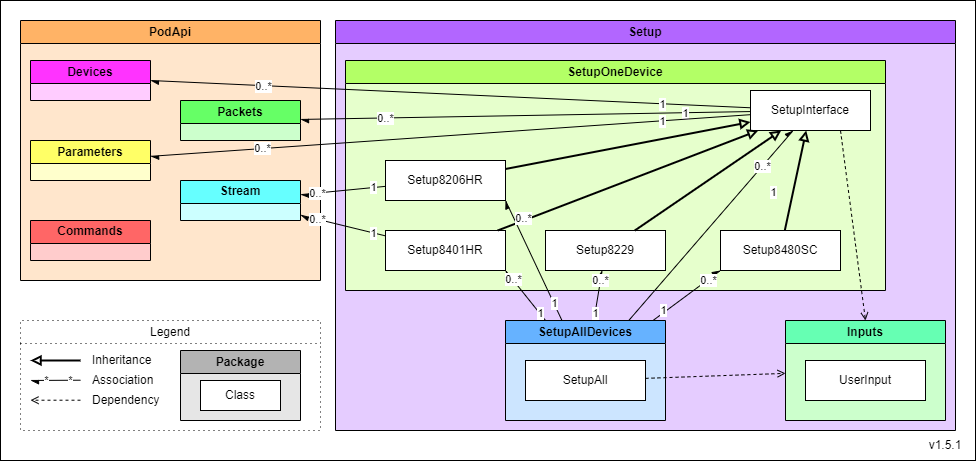 PodApi
Setup
Devices
SetupOneDevice
0..*
1
SetupInterface
Packets
1
0..*
1
Parameters
0..*
0..*
Setup8206HR
1
Stream
0..*
1
0..*
0..*
Commands
1
Setup8401HR
Setup8229
Setup8480SC
0..*
0..*
0..*
1
1
1
1
Legend
SetupAllDevices
Inputs
Inheritance
Package
Association
SetupAll
UserInput
Class
Dependency
v1.5.1